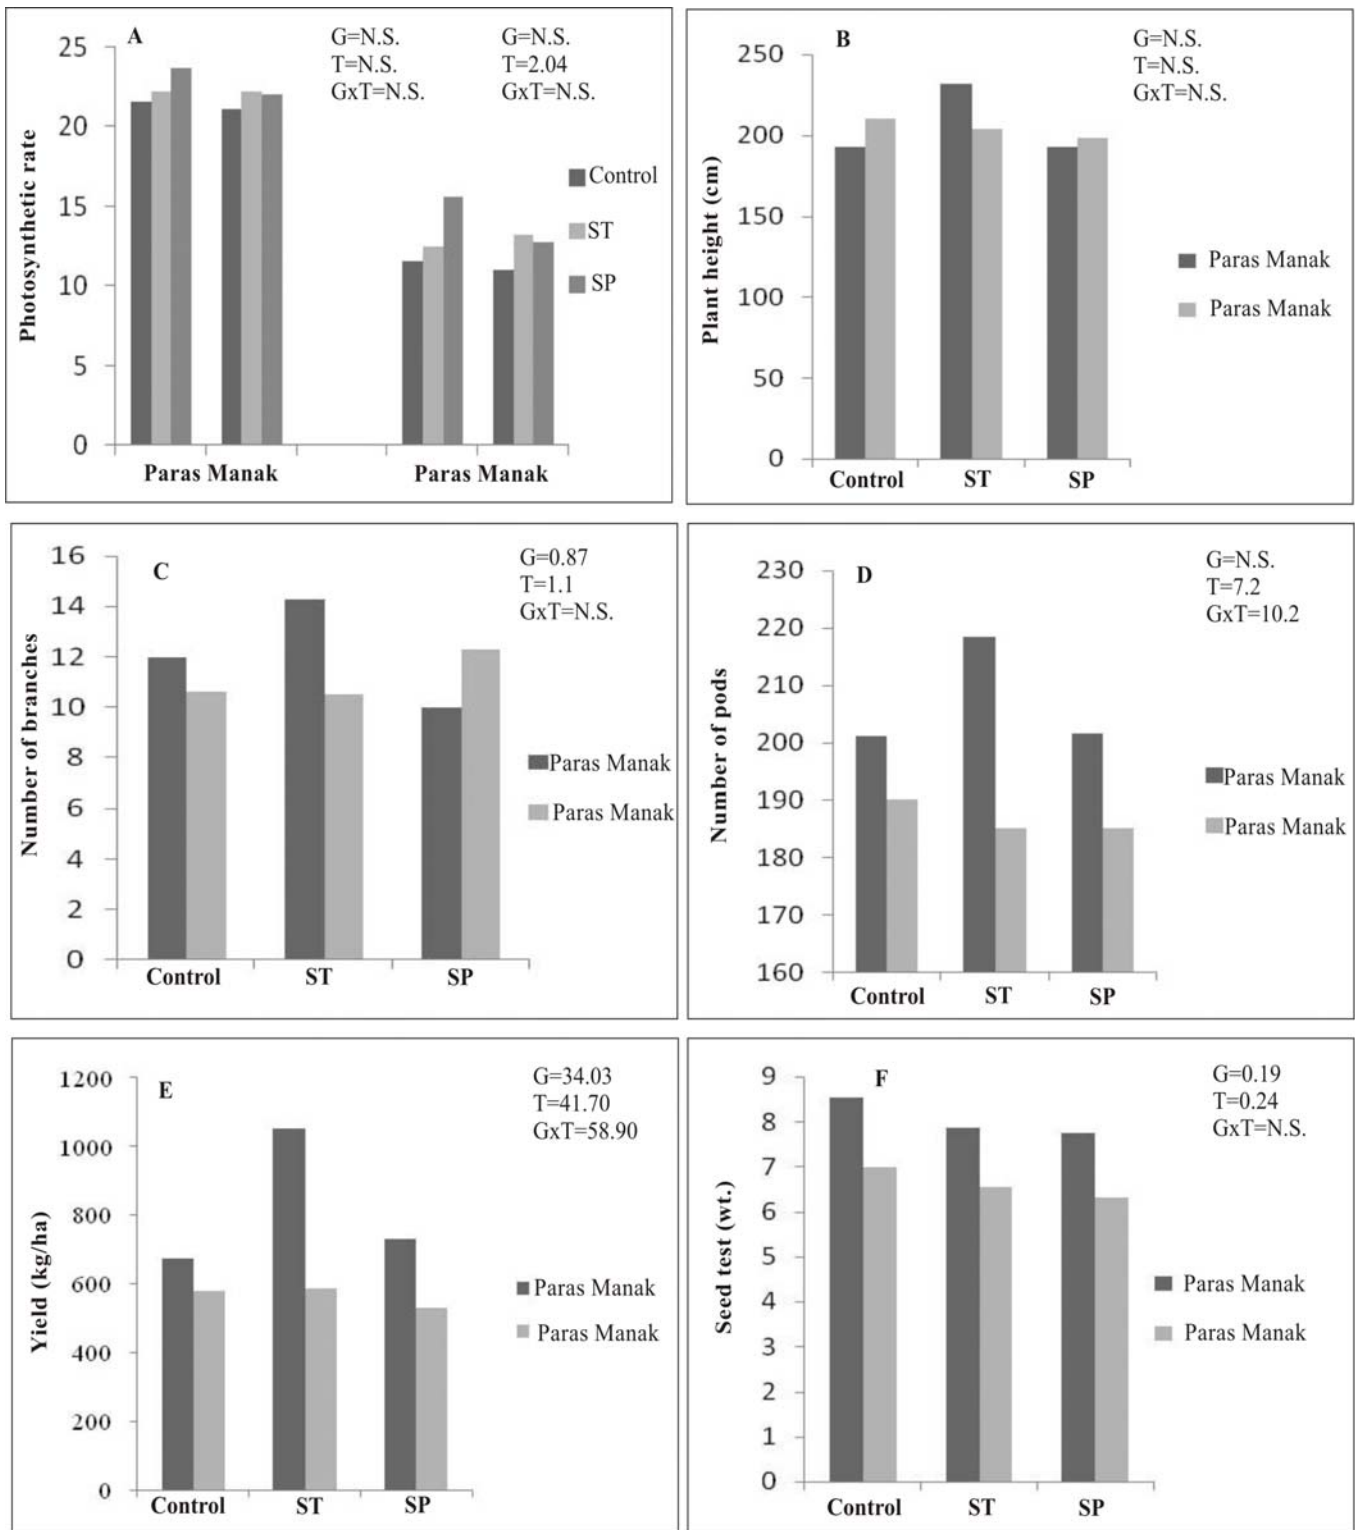 A
G=N.S.
T=N.S.
GxT=N.S.
G=N.S.
T=2.04
GxT=N.S.
Photosynthetic rate
25
20
15
10
5
0
Control
ST
SP
Paras Manak
Paras Manak
B
G=N.S.
T=N.S.
GxT=N.S.
Plant height (cm)
250
200
150
100
50
0
Paras Manak
Paras Manak
Control
ST
SP
C
G=0.87
T=1.1
GxT=N.S.
Number of branches
16
14
12
10
8
6
4
2
0
Paras Manak
Paras Manak
Control
ST
SP
D
G=N.S.
T=7.2
GxT=10.2
Number of pods
230
220
210
200
190
180
170
160
Paras Manak
Paras Manak
Control
ST
SP
E
G=34.03
T=41.70
GxT=58.90
Yield (kg/ha)
1200
1000
800
600
400
200
0
Paras Manak
Paras Manak
Control
ST
SP
F
G=0.19
T=0.24
GxT=N.S.
Seed test (wt.)
9
8
7
6
5
4
3
2
1
0
Paras Manak
Paras Manak
Control
ST
SP